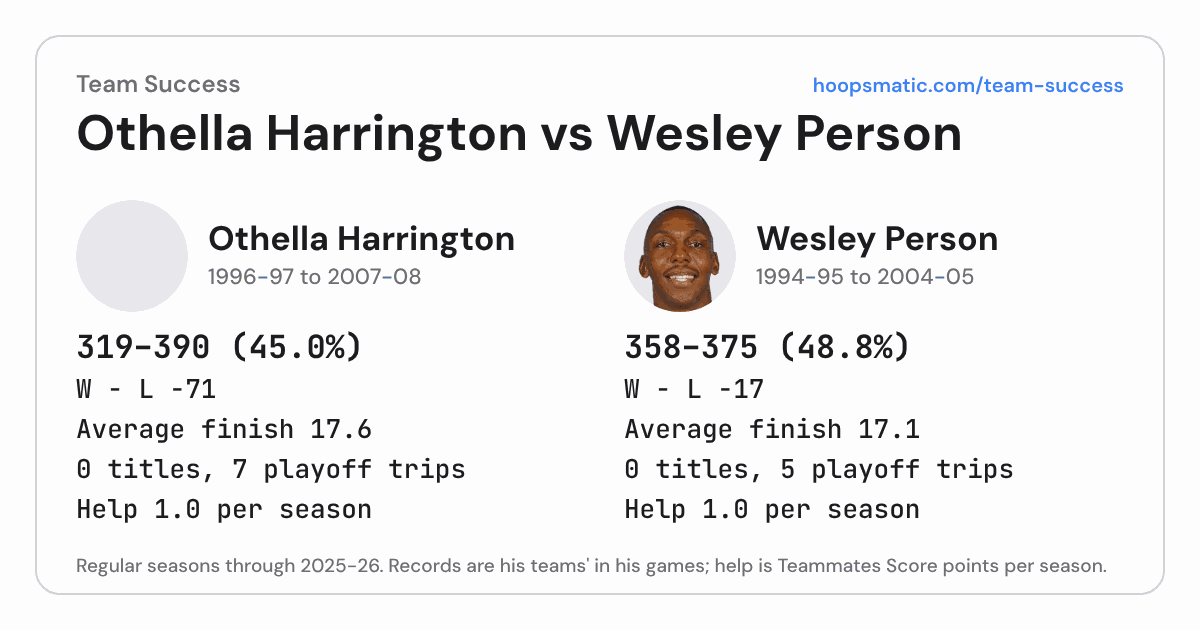 Team Success
hoopsmatic.com/team-success
Othella Harrington vs Wesley Person
Othella Harrington
1996–97 to 2007–08
319–390 (45.0%)
W - L -71
Average finish 17.6
0 titles, 7 playoff trips
Help 1.0 per season
Wesley Person
1994–95 to 2004–05
358–375 (48.8%)
W - L -17
Average finish 17.1
0 titles, 5 playoff trips
Help 1.0 per season
Regular seasons through 2025-26. Records are his teams' in his games; help is Teammates Score points per season.